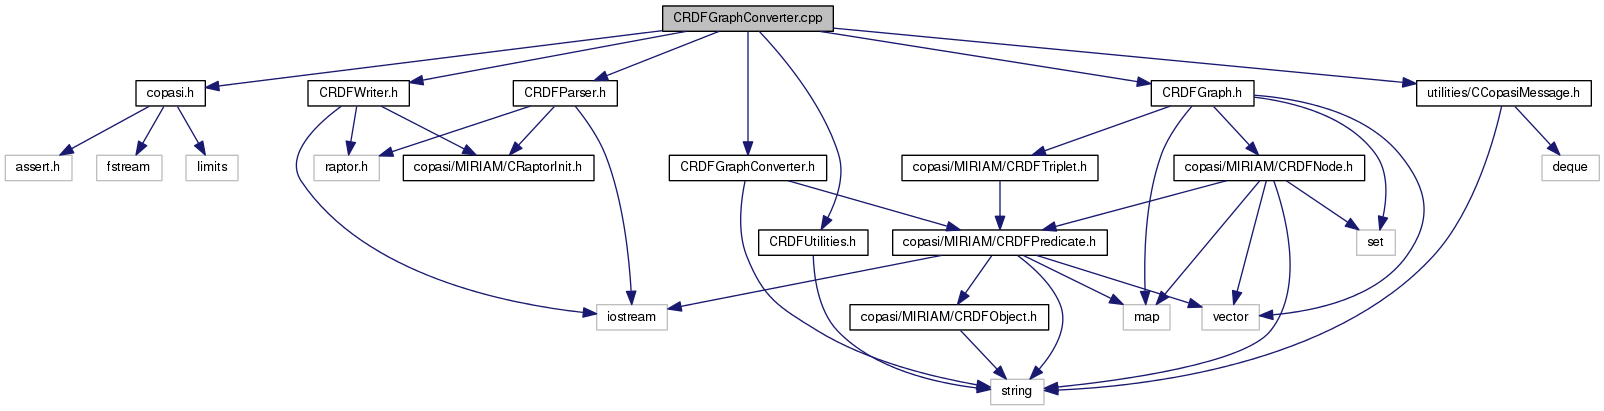 CRDFGraphConverter.cpp
copasi.h
CRDFWriter.h
CRDFParser.h
CRDFGraph.h
utilities/CCopasiMessage.h
assert.h
fstream
limits
raptor.h
copasi/MIRIAM/CRaptorInit.h
CRDFGraphConverter.h
copasi/MIRIAM/CRDFTriplet.h
copasi/MIRIAM/CRDFNode.h
deque
CRDFUtilities.h
copasi/MIRIAM/CRDFPredicate.h
set
iostream
copasi/MIRIAM/CRDFObject.h
map
vector
string